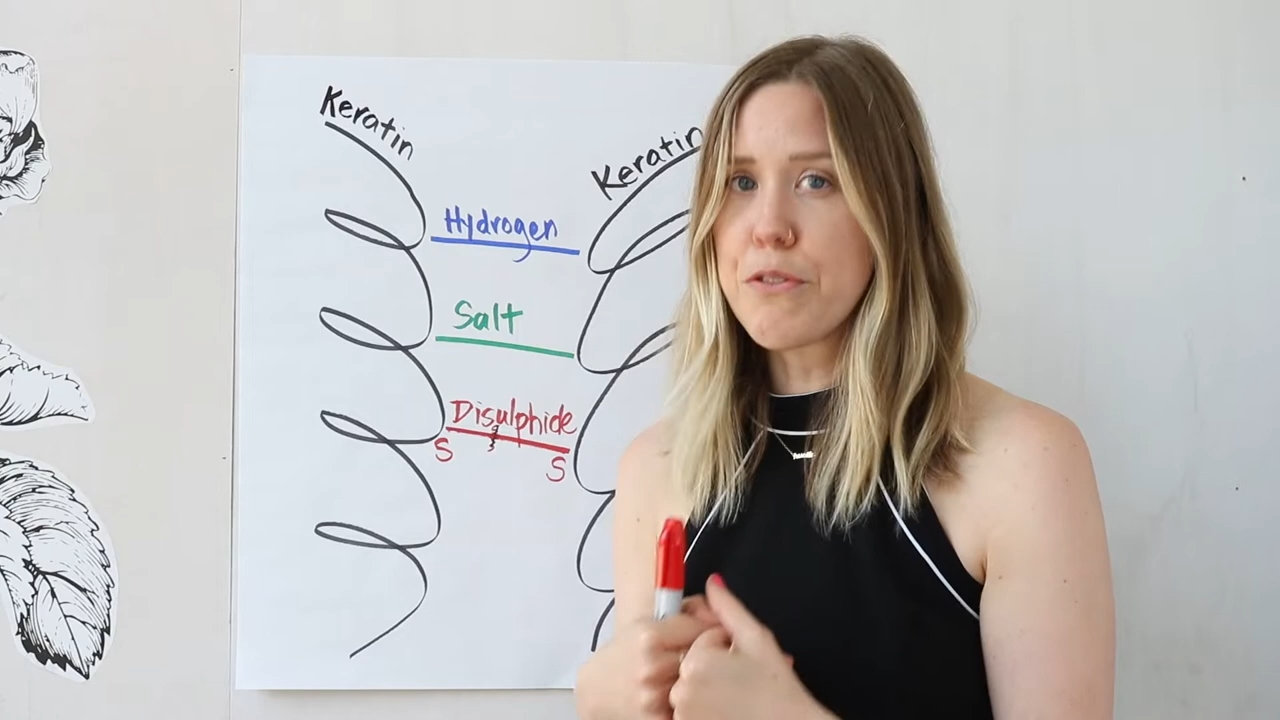 Keratin
Keratin
Hydrogen
Salt
Disulphide
S
S